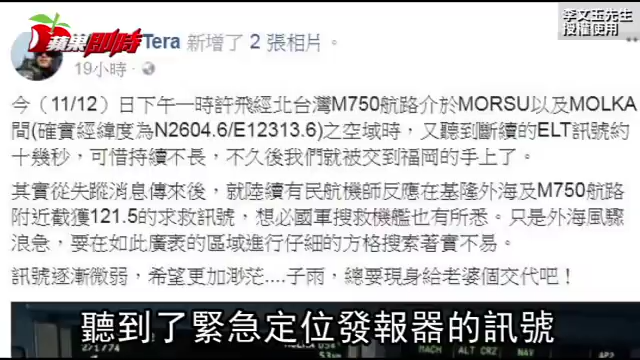 李文玉先生
授權使用
蘋果即時
Tera 新增了 2 張相片。
19小時
今（11/12）日下午一時許飛經北台灣M750航路介於MORSU以及MOLKA
間(確實經緯度為N2604.6/E12313.6)之空域時，又聽到斷續的ELT訊號約
十幾秒，可惜持續不長，不久後我們就被交到福岡的手上了。
其實從失蹤消息傳來後，就陸續有民航機師反應在基隆外海及M750航路
附近截獲121.5的求救訊號，想必國軍搜救機艦也有所悉。只是外海風驟
浪急，要在如此廣袤的區域進行仔細的方格搜索著實不易。
訊號逐漸微弱，希望更加渺茫....子雨，總要現身給老婆個交代吧！
271/74
MACH
ALT CRZ
NAV
AP2
聽到了緊急定位發報器的訊號